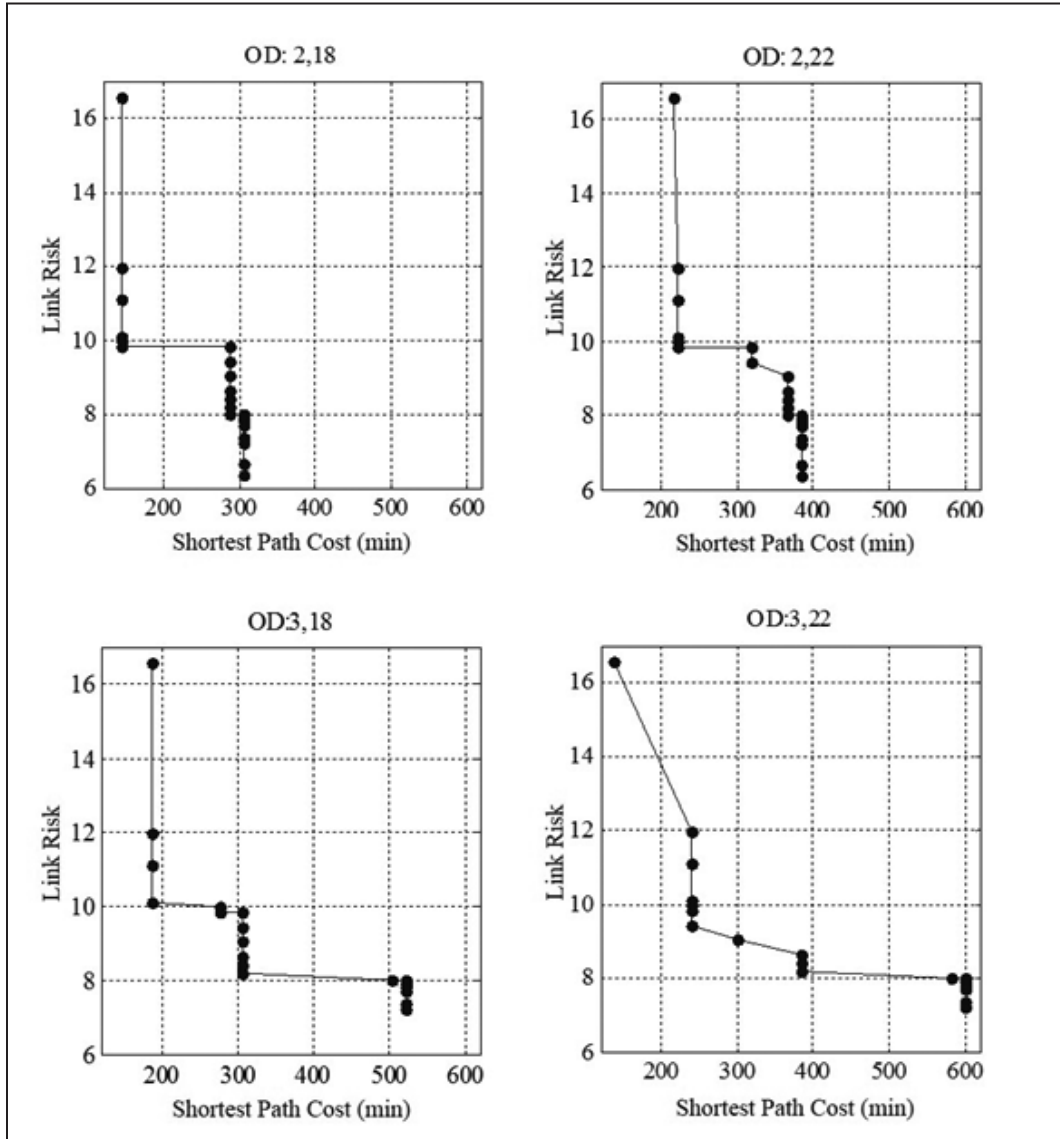 OD: 2,18
16
14
12
10
8
6
Link Risk
200 300 400 500 600
Shortest Path Cost (min)
OD: 2,22
16
14
12
10
8
6
Link Risk
200 300 400 500 600
Shortest Path Cost (min)
OD:3,18
16
14
12
10
8
6
Link Risk
200 300 400 500 600
Shortest Path Cost (min)
OD:3,22
16
14
12
10
8
6
Link Risk
200 300 400 500 600
Shortest Path Cost (min)